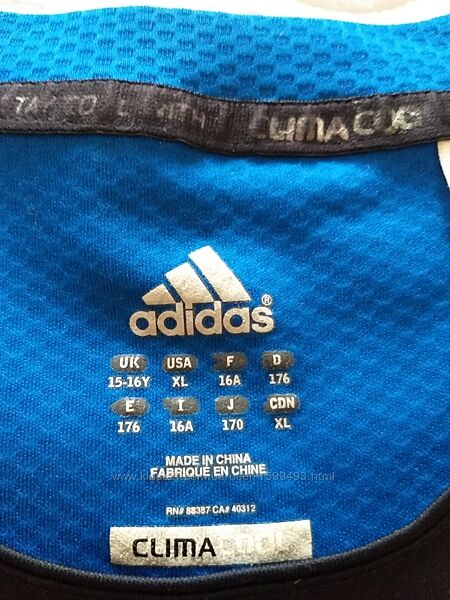 CLIMACOOL
adidas®
UK USA F D
15-16Y XL 16A 176
E I J CDN
176 16A 170 XL
MADE IN CHINA
FABRIQUE EN CHINE
RN# 88387 CA# 40312
CLIMA